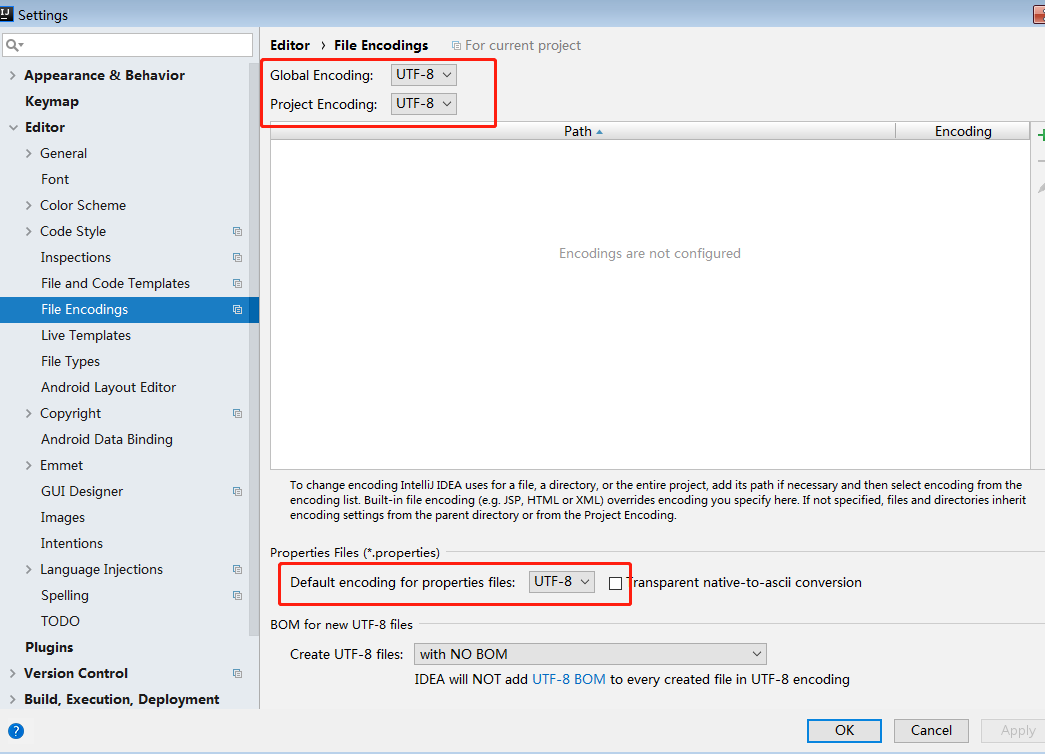 IJ Settings
Editor › File Encodings For current project
Global Encoding: UTF-8
Project Encoding: UTF-8
Path Encoding
Encodings are not configured
To change encoding IntelliJ IDEA uses for a file, a directory, or the entire project, add its path if necessary and then select encoding from the
encoding list. Built-in file encoding (e.g. JSP, HTML or XML) overrides encoding you specify here. If not specified, files and directories inherit
encoding settings from the parent directory or from the Project Encoding.
Properties Files (*.properties)
Default encoding for properties files: UTF-8 Transparent native-to-ascii conversion
BOM for new UTF-8 files
Create UTF-8 files: with NO BOM
IDEA will NOT add UTF-8 BOM to every created file in UTF-8 encoding
Appearance & Behavior
Keymap
Editor
General
Font
Color Scheme
Code Style
Inspections
File and Code Templates
File Encodings
Live Templates
File Types
Android Layout Editor
Copyright
Android Data Binding
Emmet
GUI Designer
Images
Intentions
Language Injections
Spelling
TODO
Plugins
Version Control
Build, Execution, Deployment
? OK Cancel Apply